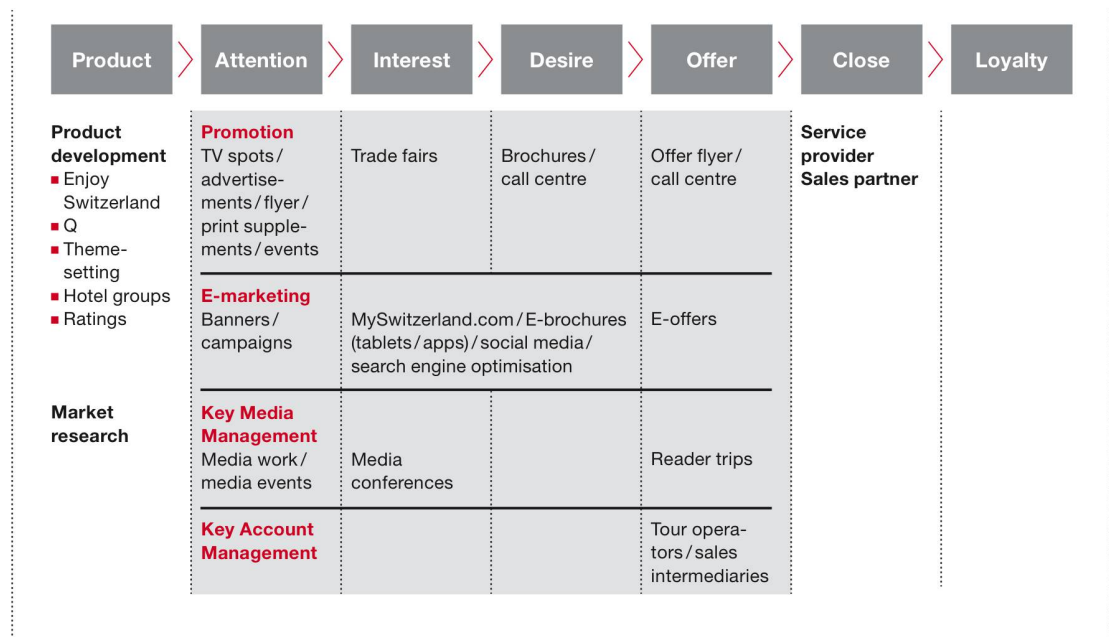 Product
Attention
Interest
Desire
Offer
Close
Loyalty
Product
development
Enjoy
Switzerland
Q
Theme-
setting
Hotel groups
Ratings
Market
research
Promotion
TV spots / 
advertise-
ments / flyer /
print supple-
ments / events
Trade fairs
Brochures /
call centre
Offer flyer /
call centre
E-marketing
Banners /
campaigns
MySwitzerland.com / E-brochures
(tablets / apps) / social media /
search engine optimisation
E-offers
Key Media
Management
Media work /
media events
Media
conferences
Reader trips
Key Account
Management
Tour opera-
tors / sales
intermediaries
Service
provider
Sales partner